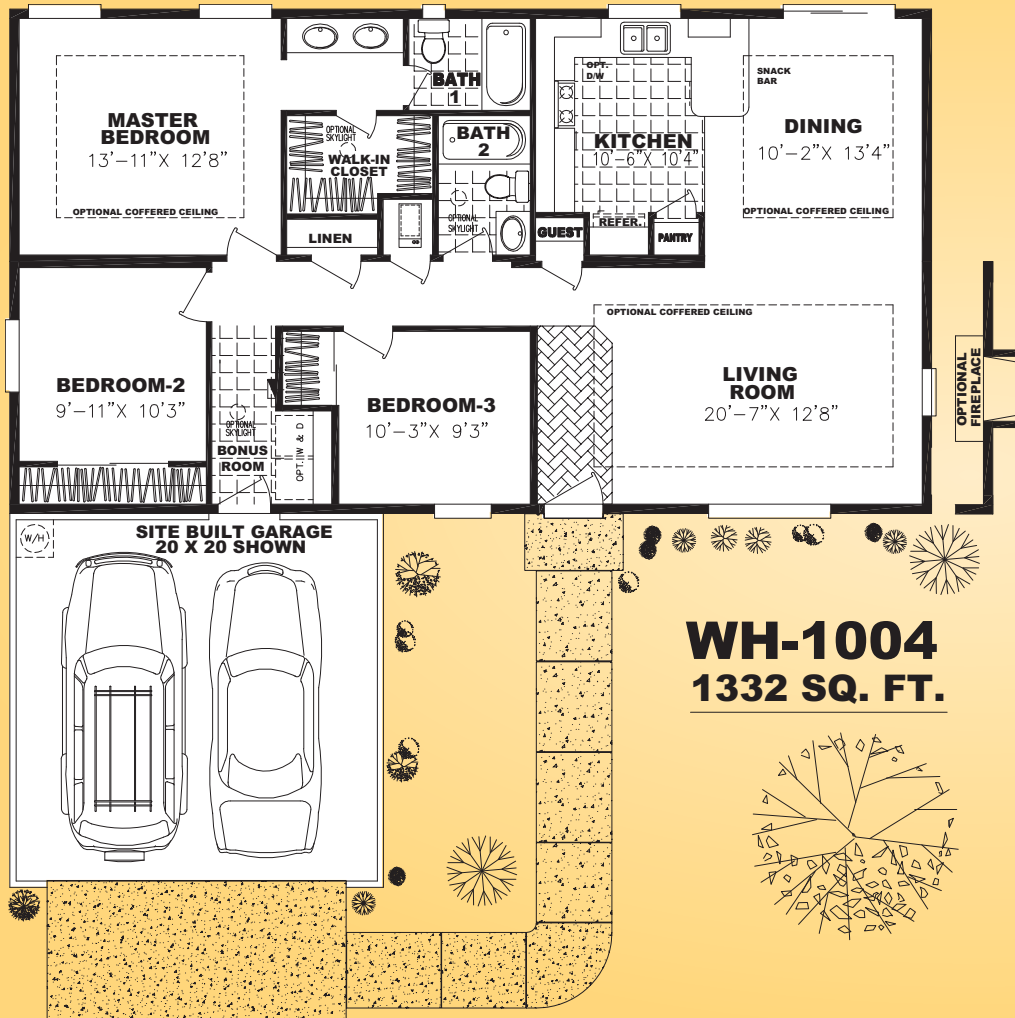 MASTER
BEDROOM
13'-11"X 12'8"
OPTIONAL COFFERED CEILING
BATH
1
OPTIONAL
SKYLIGHT
WALK-IN
CLOSET
LINEN
BATH
2
OPTIONAL
SKYLIGHT
OPT.
D/W
KITCHEN
10'-6"X 10'4"
GUEST
REFER.
PANTRY
SNACK
BAR
DINING
10'-2"X 13'4"
OPTIONAL COFFERED CEILING
BEDROOM-2
9'-11"X 10'3"
OPTIONAL
SKYLIGHT
BONUS
ROOM
OPT. W & D
BEDROOM-3
10'-3"X 9'3"
OPTIONAL COFFERED CEILING
LIVING
ROOM
20'-7"X 12'8"
OPTIONAL
FIREPLACE
W/H
SITE BUILT GARAGE
20 X 20 SHOWN
WH-1004
1332 SQ. FT.